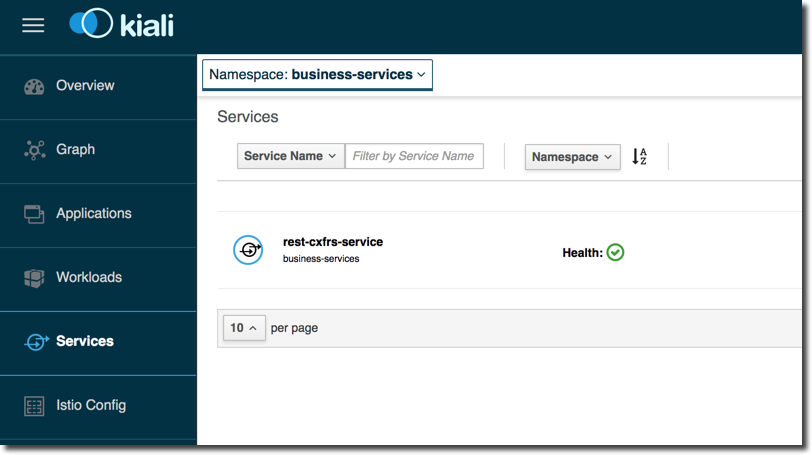 kiali
Overview
Graph
Applications
Workloads
Services
Istio Config
Namespace: business-services
Services
Service Name
Filter by Service Name
Namespace
A
Z
rest-cxfrs-service
business-services
Health:
10 per page